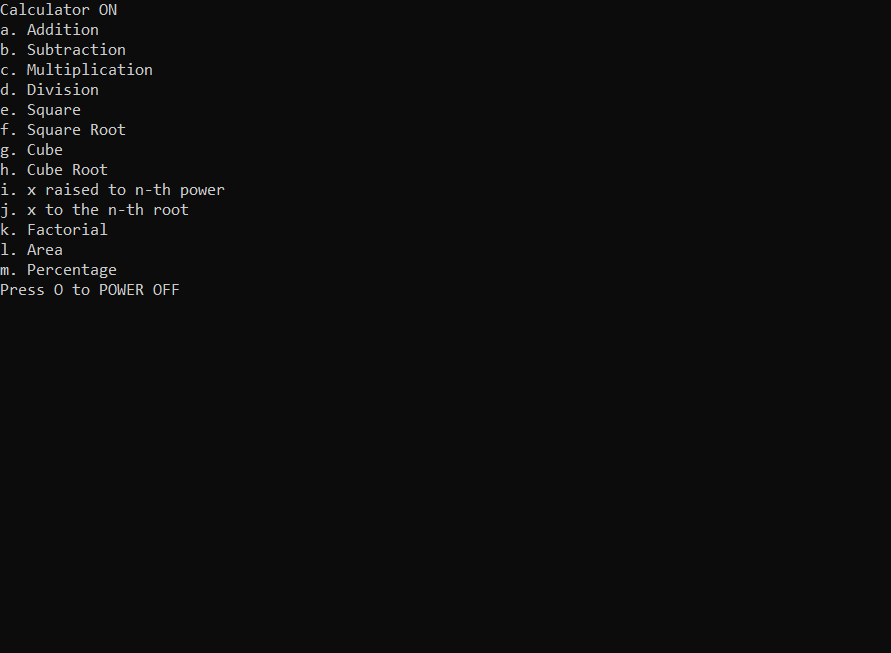 Calculator ON
a. Addition
b. Subtraction
c. Multiplication
d. Division
e. Square
f. Square Root
g. Cube
h. Cube Root
i. x raised to n-th power
j. x to the n-th root
k. Factorial
l. Area
m. Percentage
Press O to POWER OFF